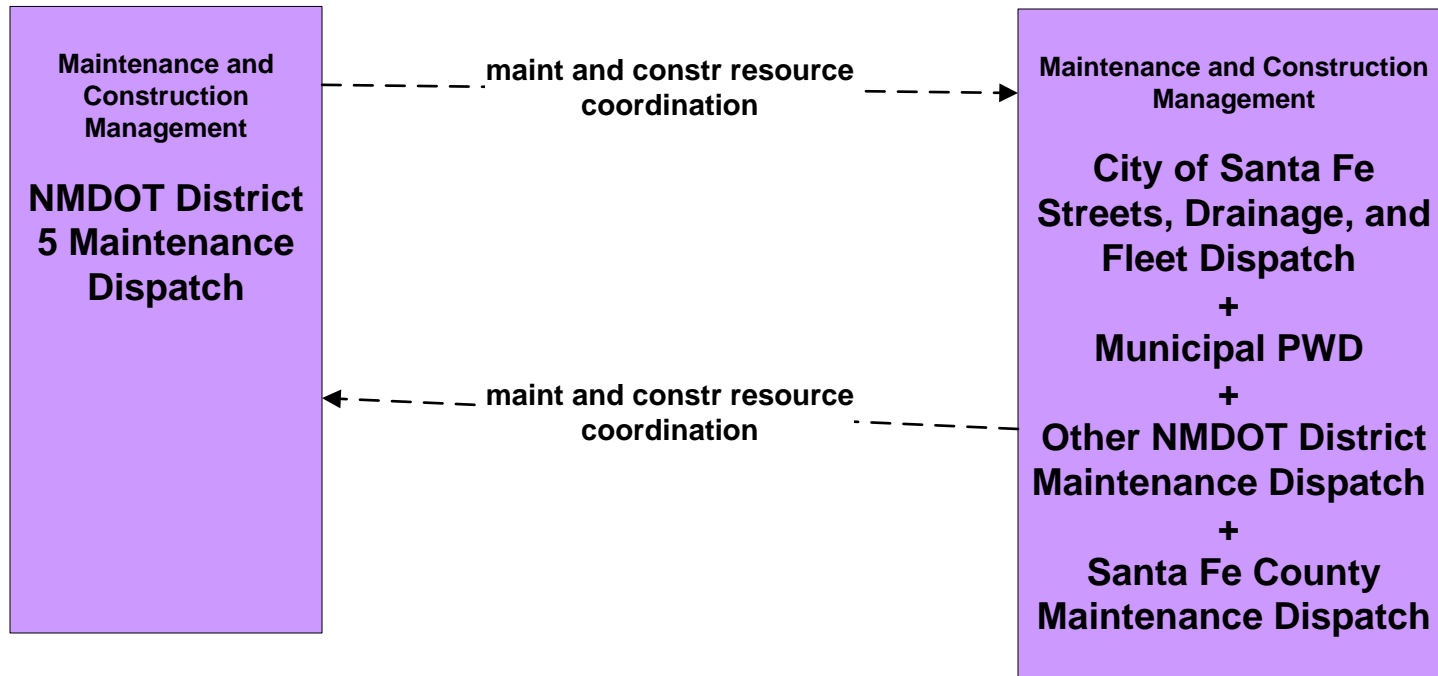 Maintenance and
Construction
Management
NMDOT District
5 Maintenance
Dispatch
maint and constr resource
coordination
maint and constr resource
coordination
Maintenance and Construction
Management
City of Santa Fe
Streets, Drainage, and
Fleet Dispatch
+
Municipal PWD
+
Other NMDOT District
Maintenance Dispatch
+
Santa Fe County
Maintenance Dispatch